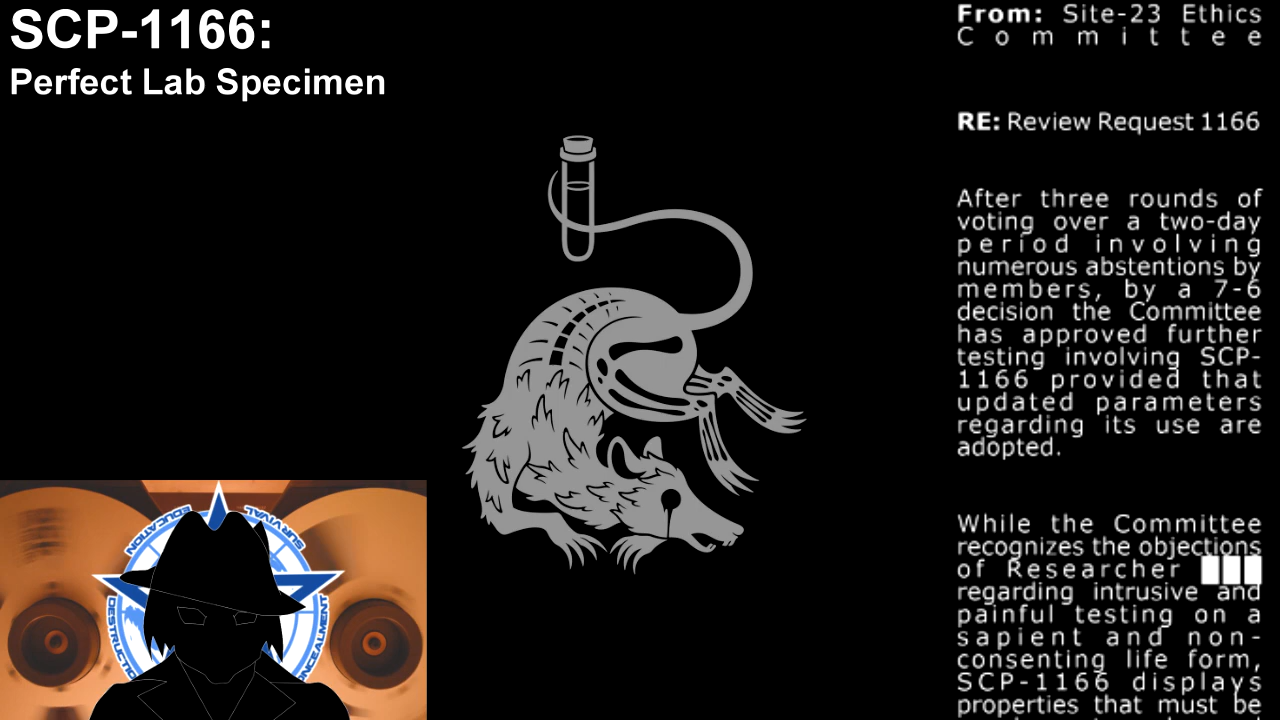 SCP-1166:
Perfect Lab Specimen
From: Site-23 Ethics
Committee
RE: Review Request 1166
After three rounds of
voting over a two-day
period involving
numerous abstentions by
members, by a 7-6
decision the Committee
has approved further
testing involving SCP-
1166 provided that
updated parameters
regarding its use are
adopted.
While the Committee
recognizes the objections
of Researcher ███
regarding intrusive and
painful testing on a
sapient and non-
consenting life form,
SCP-1166 displays
properties that must be
EDUCATION
SURVIVAL